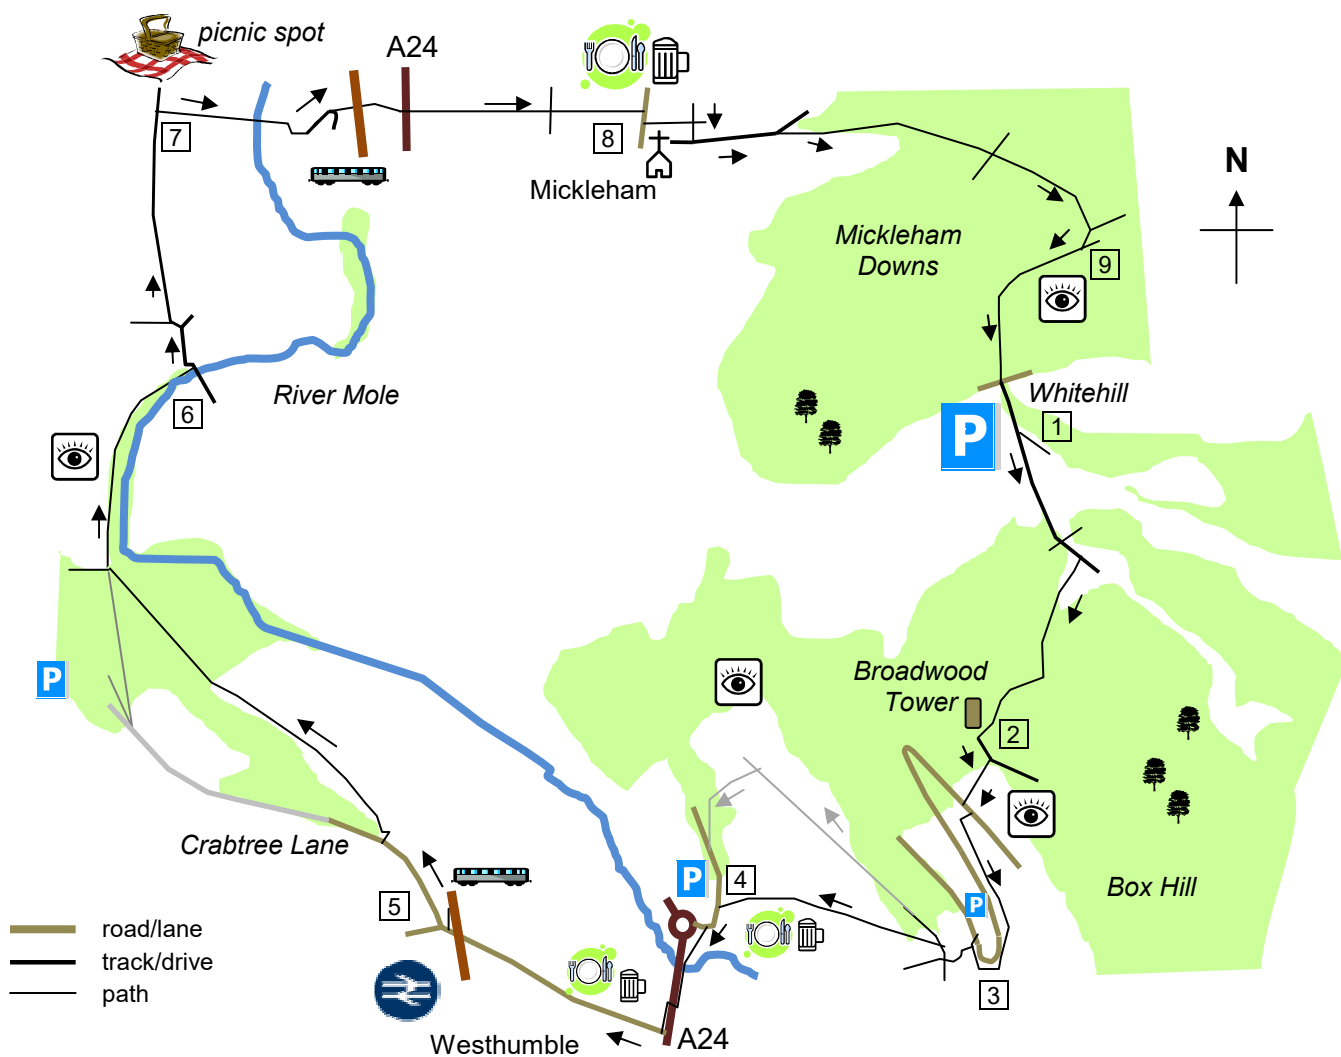 picnic spot
A24
7
8
Mickleham
N
Mickleham
Downs
9
River Mole
6
Whitehill
P
1
P
Broadwood
Tower
2
Crabtree Lane
P
4
P
Box Hill
5
road/lane
track/drive
path
3
Westhumble
A24